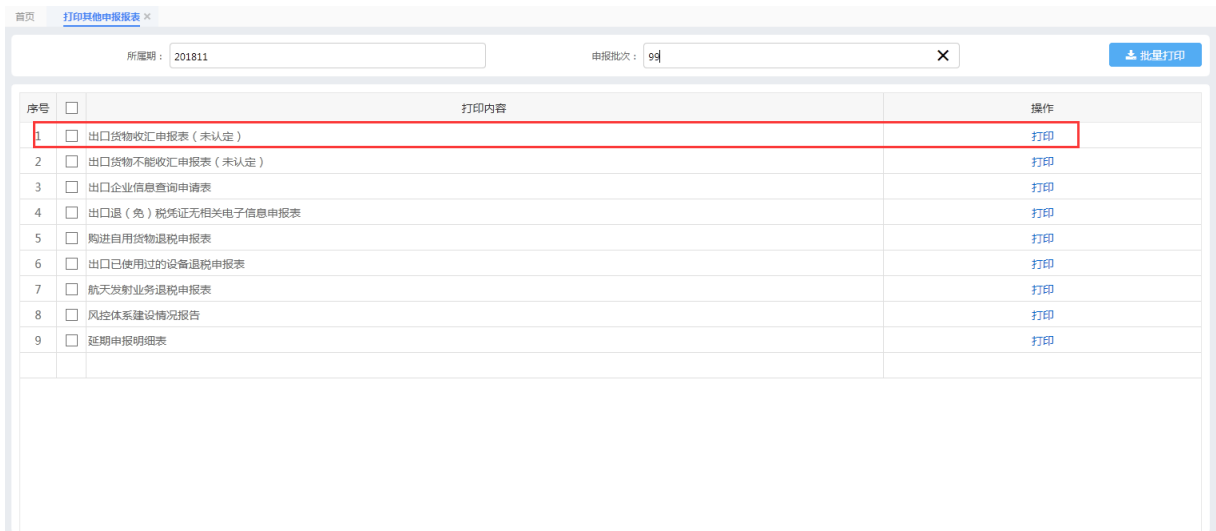 首页 打印其他申报报表 ×
所属期： 201811 申报批次： 99 × 批量打印
序号 打印内容 操作
1 出口货物收汇申报表（未认定） 打印
2 出口货物不能收汇申报表（未认定） 打印
3 出口企业信息查询申请表 打印
4 出口退（免）税凭证无相关电子信息申报表 打印
5 购进自用货物退税申报表 打印
6 出口已使用过的设备退税申报表 打印
7 航天发射业务退税申报表 打印
8 风控体系建设情况报告 打印
9 延期申报明细表 打印